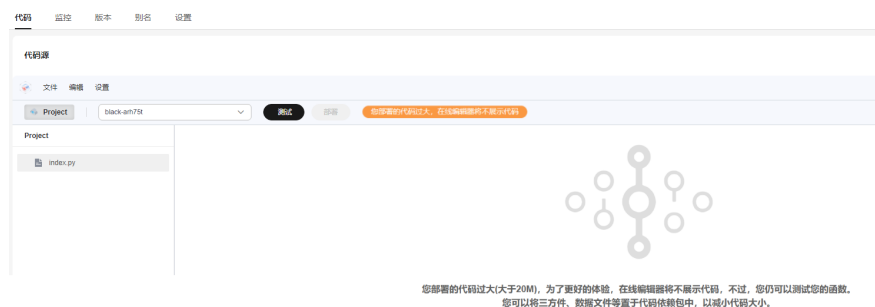 代码 监控 版本 别名 设置
代码源
文件 编辑 设置
Project black-arh75t 测试 部署 您部署的代码过大，在线编辑器将不展示代码
Project
index.py
您部署的代码过大(大于20M)，为了更好的体验，在线编辑器将不展示代码，不过，您仍可以测试您的函数。
您可以将三方件、数据文件等置于代码依赖包中，以减小代码大小。